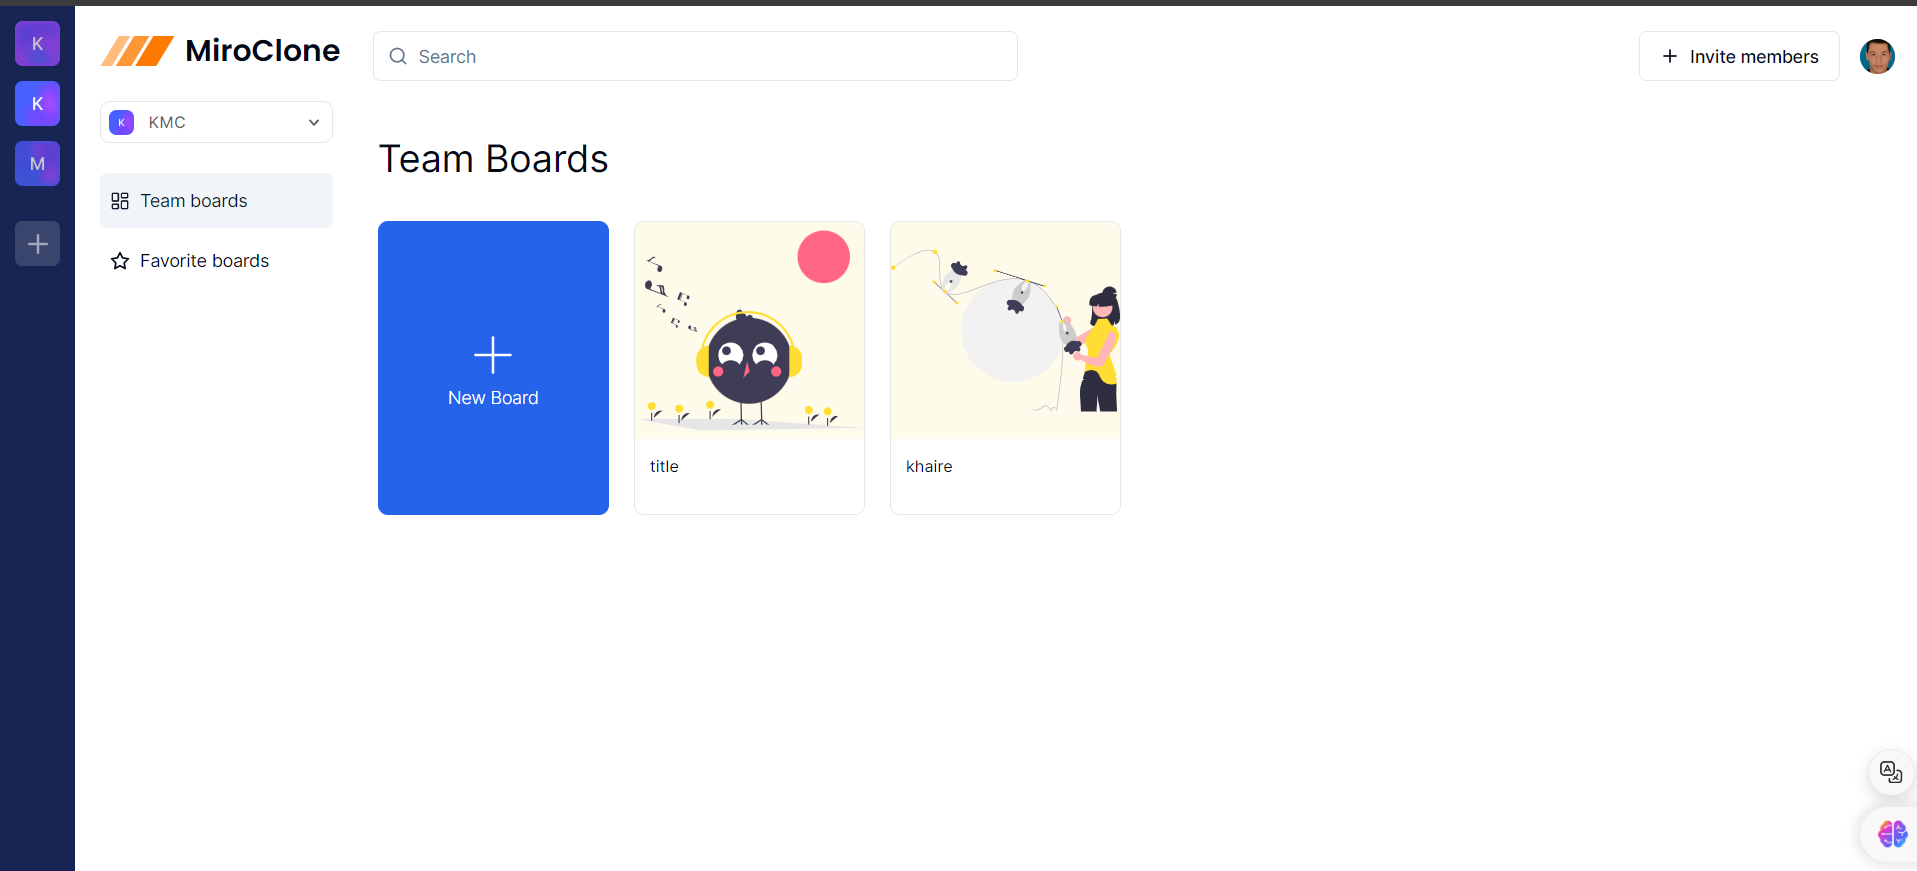 K
K
M
MiroClone
K KMC
Team boards
Favorite boards
Search
Invite members
Team Boards
New Board
title
khaire